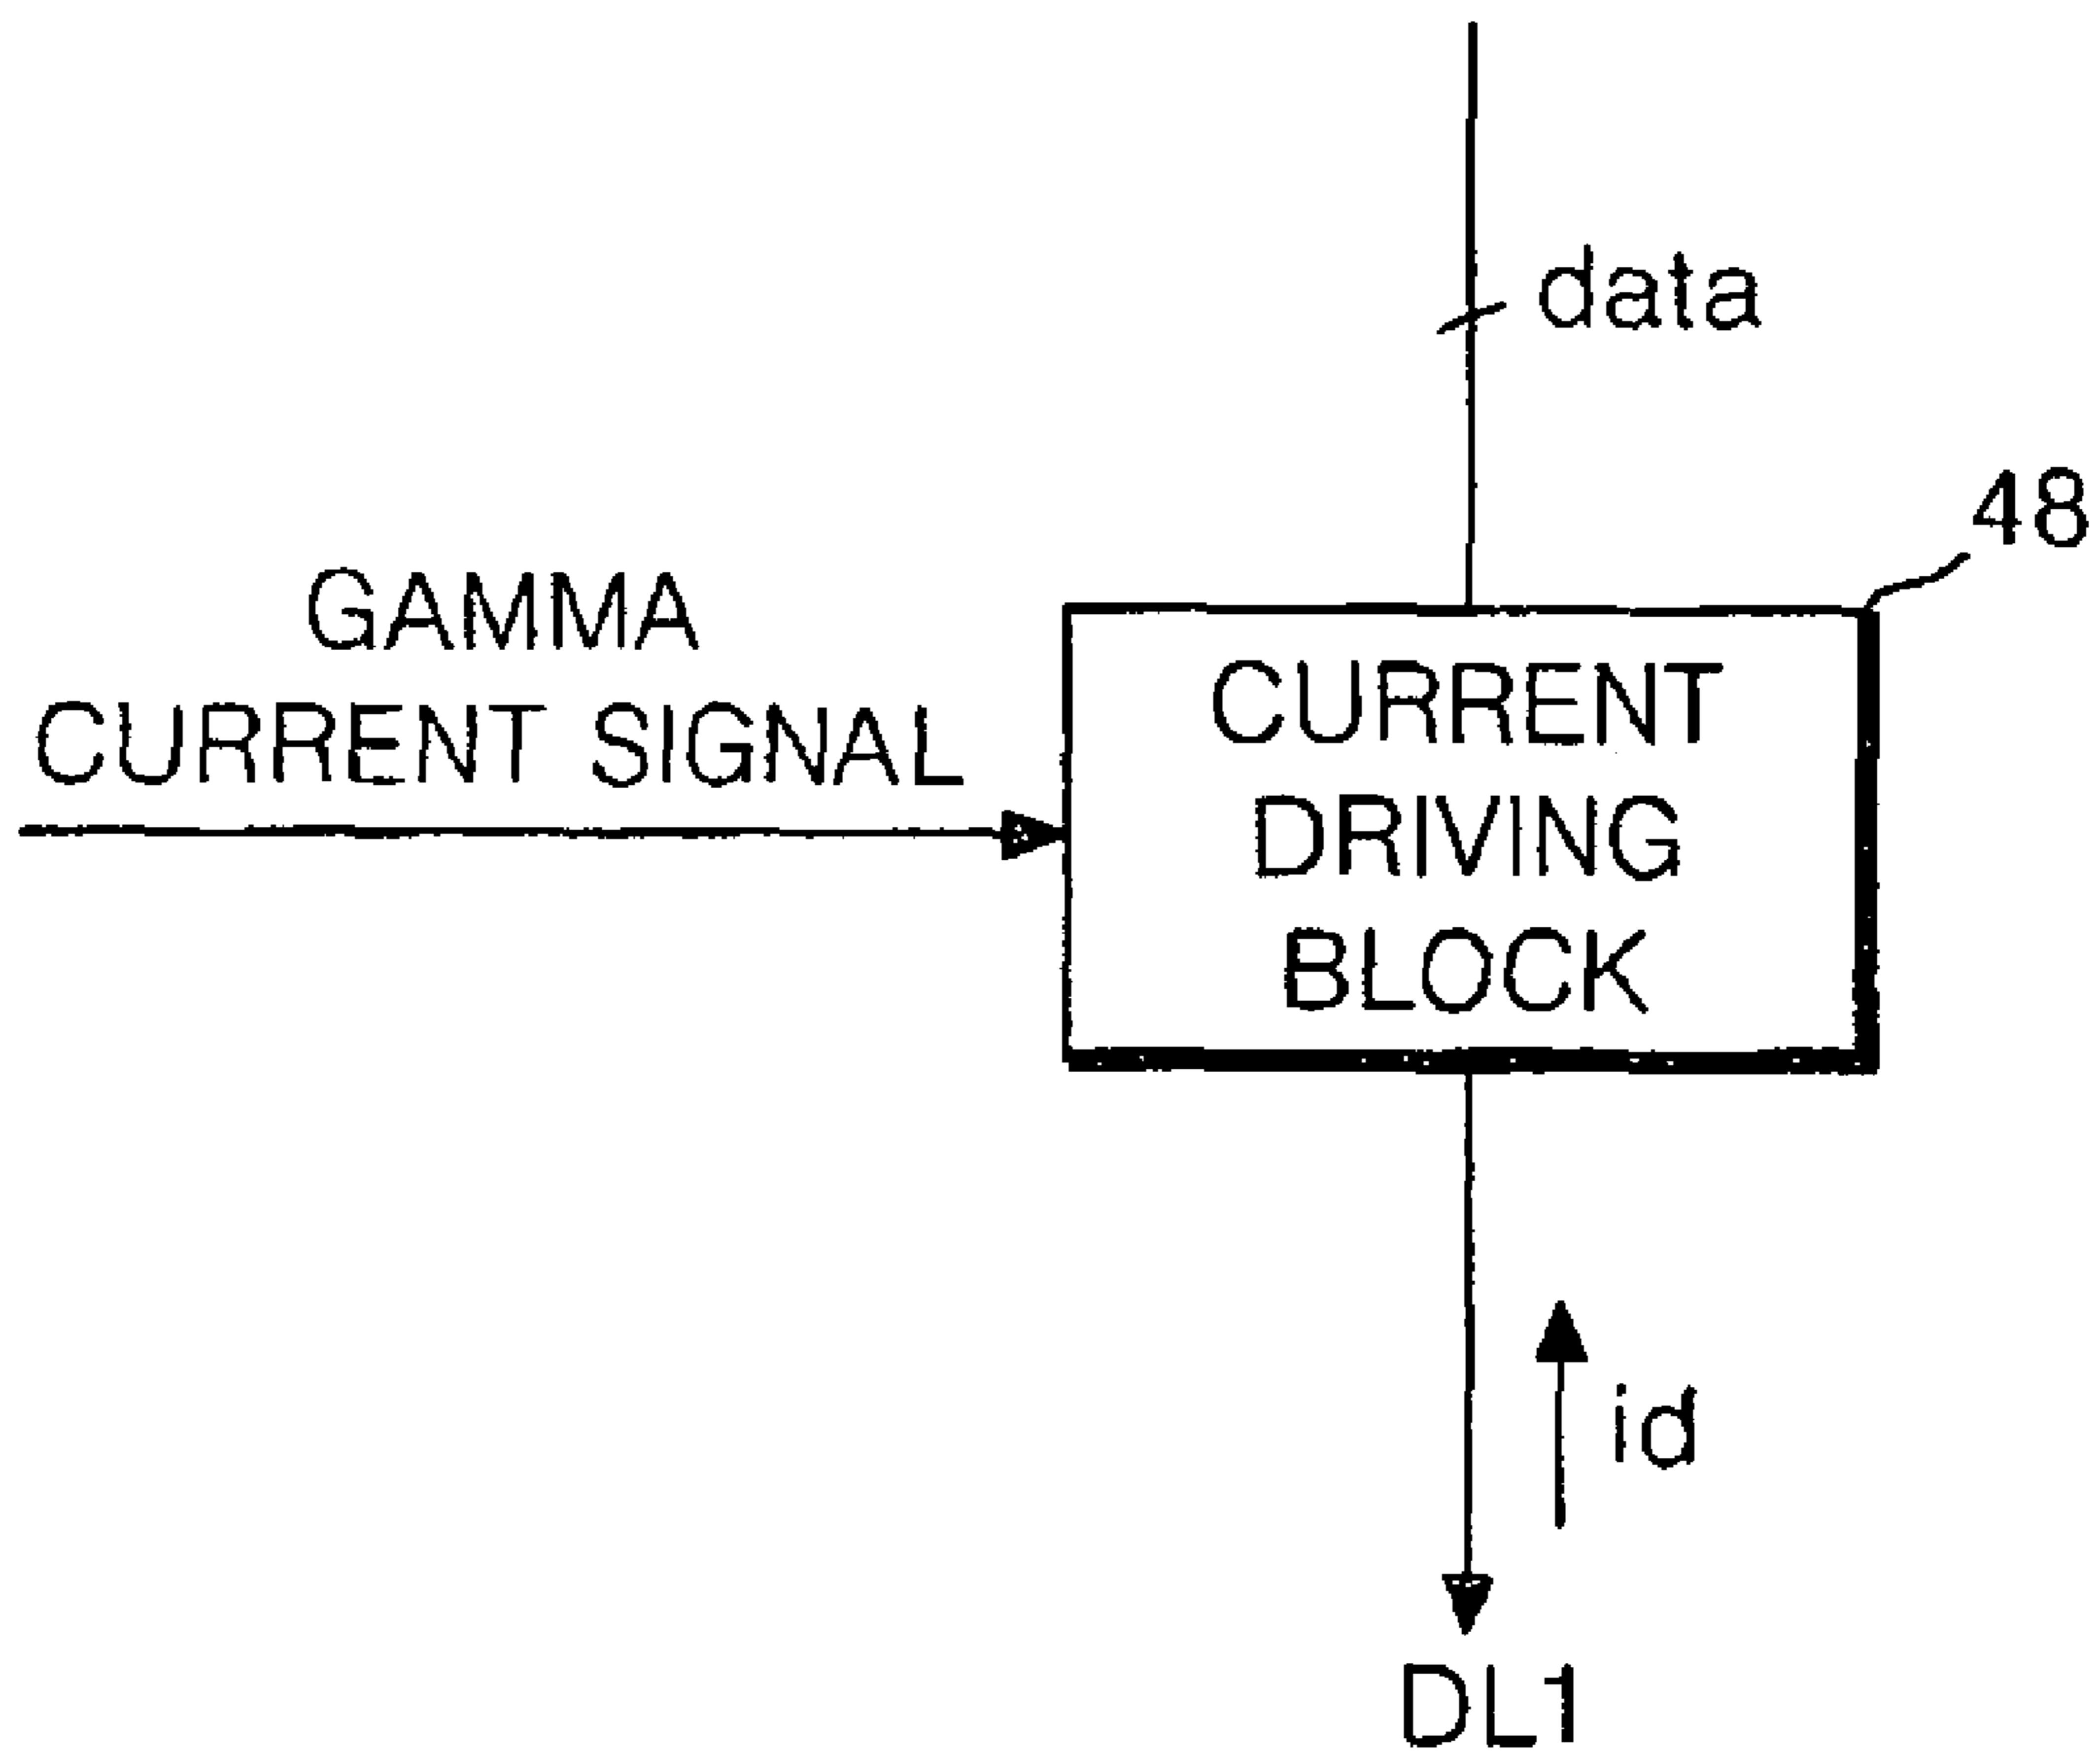 data
48
GAMMA
CURRENT SIGNAL
CURRENT
DRIVING
BLOCK
id
DL1